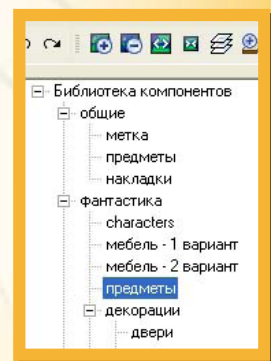 Библиотека компонентов
общие
метка
предметы
накладки
фантастика
characters
мебель - 1 вариант
мебель - 2 вариант
предметы
декорации
двери